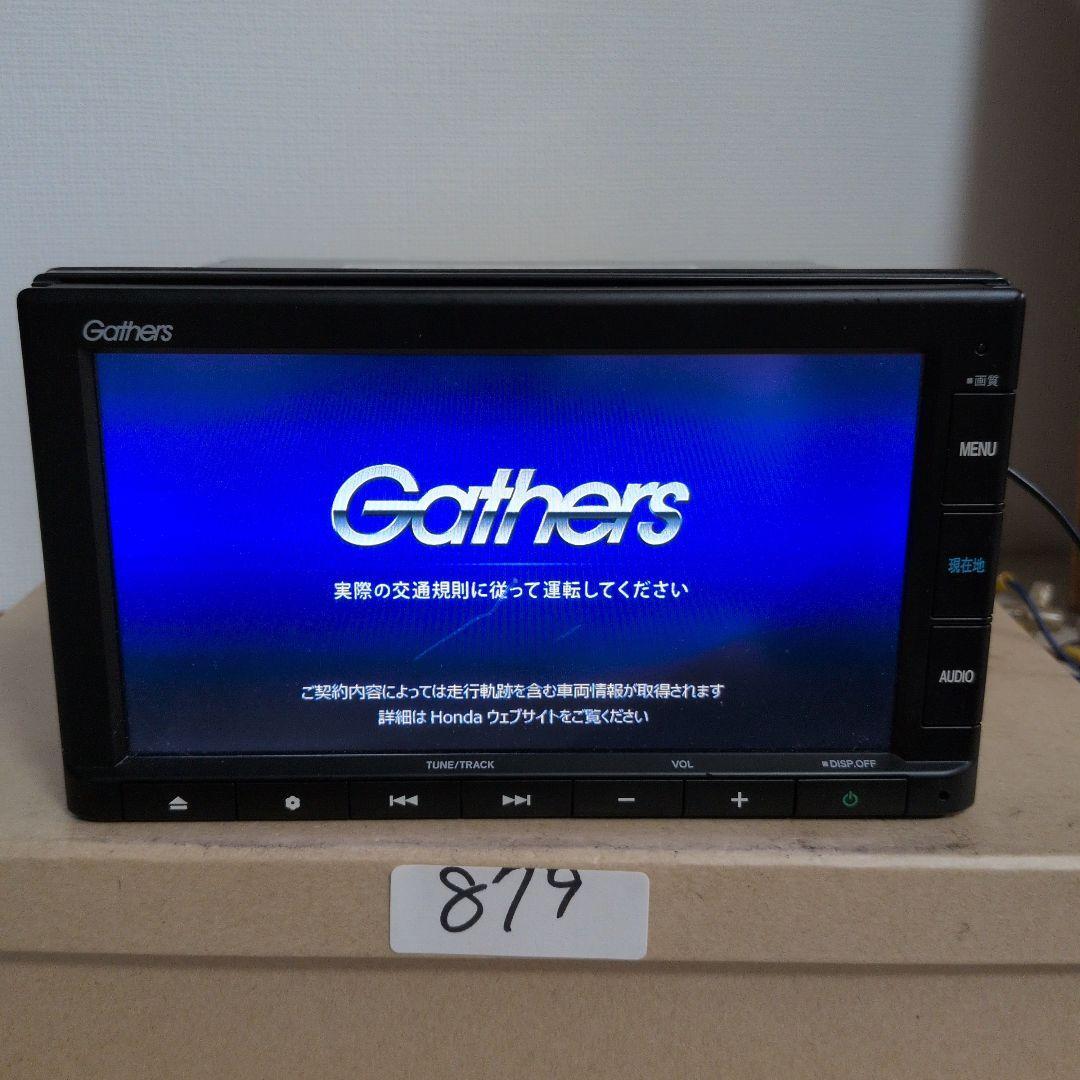 Gathers
■画質
MENU
Gathers
現在地
実際の交通規則に従って運転してください
AUDIO
ご契約内容によっては走行軌跡を含む車両情報が取得されます
詳細は Honda ウェブサイトをご覧ください
TUNE/TRACK VOL ■DISP.OFF
879